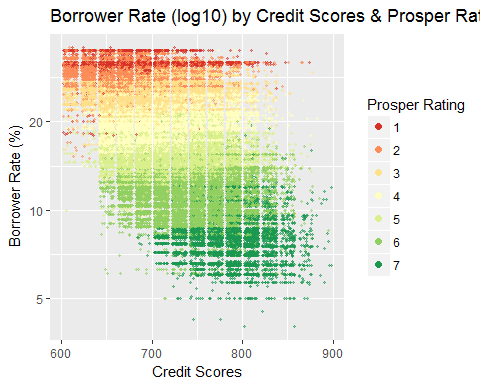 Borrower Rate (log10) by Credit Scores & Prosper Rat
Prosper Rating
1
2
3
4
5
6
7
Borrower Rate (%)
20
10
5
600 700 800 900
Credit Scores